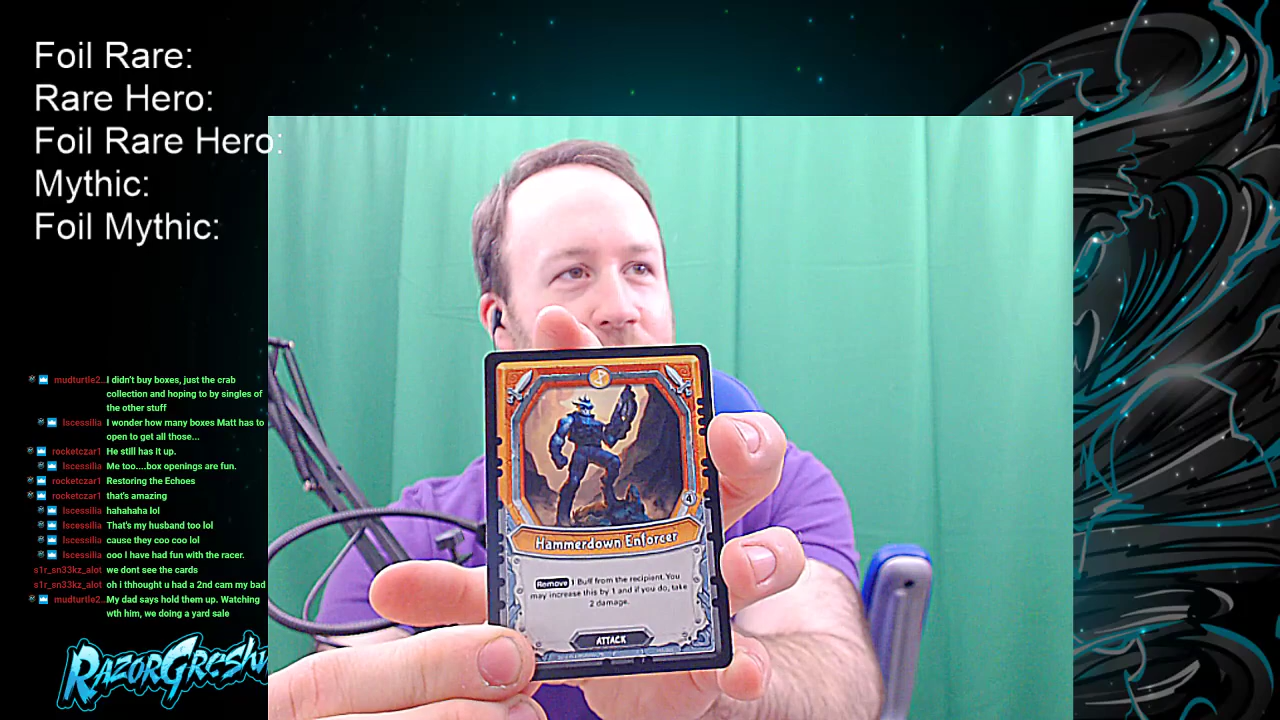 Foil Rare:
Rare Hero:
Foil Rare Hero:
Mythic:
Foil Mythic:
mudturtle2... I didn't buy boxes, just the crab
collection and hoping to by singles of
the other stuff
lscessilia I wonder how many boxes Matt has to
open to get all those...
rocketczar1 He still has it up.
lscessilia Me too....box openings are fun.
rocketczar1 Restoring the Echoes
rocketczar1 that's amazing
lscessilia hahahaha lol
lscessilia That's my husband too lol
lscessilia cause they coo coo lol
lscessilia ooo I have had fun with the racer.
s1r_sn33kz_alot we dont see the cards
s1r_sn33kz_alot oh i thhought u had a 2nd cam my bad
mudturtle2... My dad says hold them up. Watching
wth him, we doing a yard sale
RAZORGRESH
4
Hammerdown Enforcer
Remove 1 Buff from the recipient. You
may increase this by 1 and if you do, take
2 damage.
ATTACK